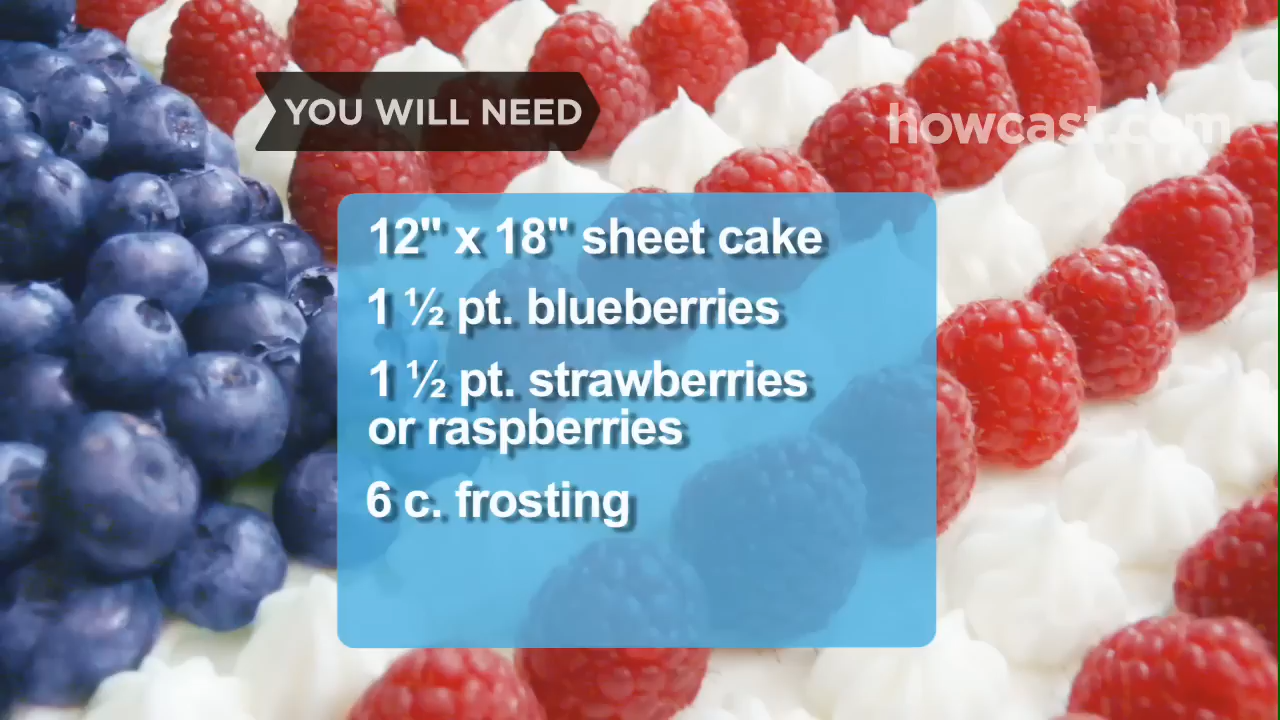 YOU WILL NEED
howcast.com
12" x 18" sheet cake
1 ½ pt. blueberries
1 ½ pt. strawberries
or raspberries
6 c. frosting